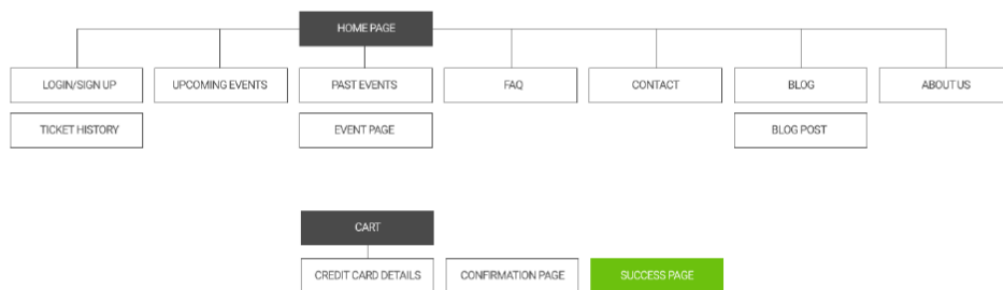 HOME PAGE
LOGIN/SIGN UP
UPCOMING EVENTS
PAST EVENTS
FAQ
CONTACT
BLOG
ABOUT US
TICKET HISTORY
EVENT PAGE
BLOG POST
CART
CREDIT CARD DETAILS
CONFIRMATION PAGE
SUCCESS PAGE